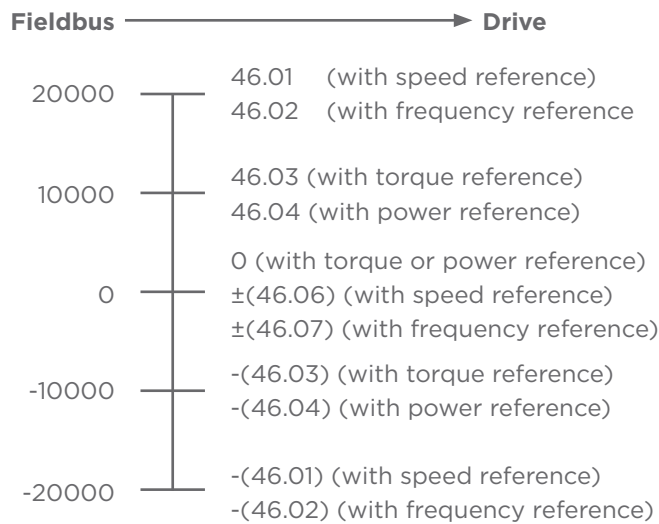 Fieldbus Drive
20000
46.01 (with speed reference)
46.02 (with frequency reference
10000
46.03 (with torque reference)
46.04 (with power reference)
0
0 (with torque or power reference)
±(46.06) (with speed reference)
±(46.07) (with frequency reference)
-10000
-(46.03) (with torque reference)
-(46.04) (with power reference)
-20000
-(46.01) (with speed reference)
-(46.02) (with frequency reference)